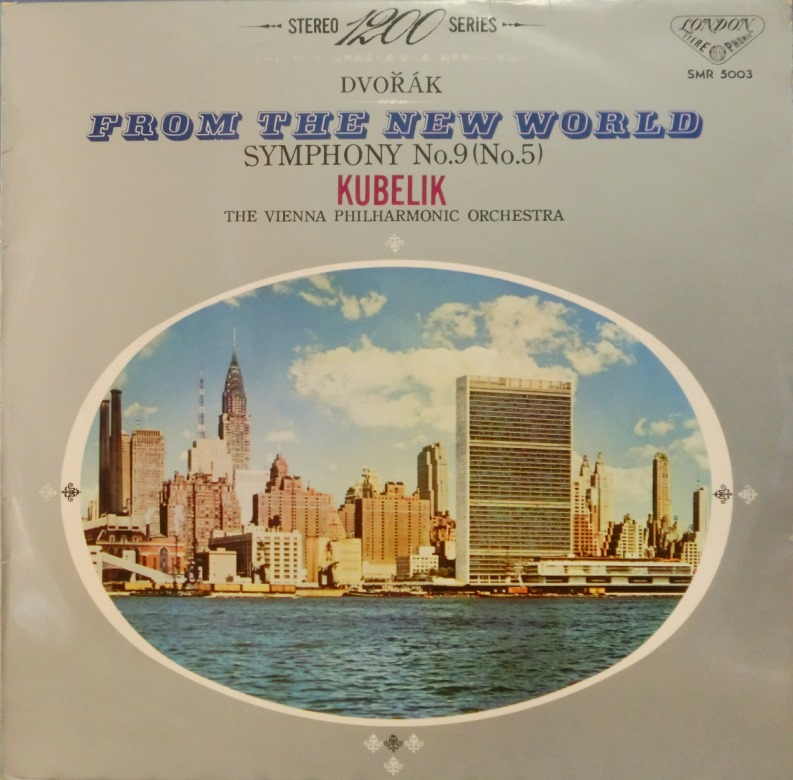 STEREO 1200 SERIES
LONDON
STEREOPHONIC
SMR 5003
DVOŘÁK
FROM THE NEW WORLD
SYMPHONY No.9 (No.5)
KUBELIK
THE VIENNA PHILHARMONIC ORCHESTRA